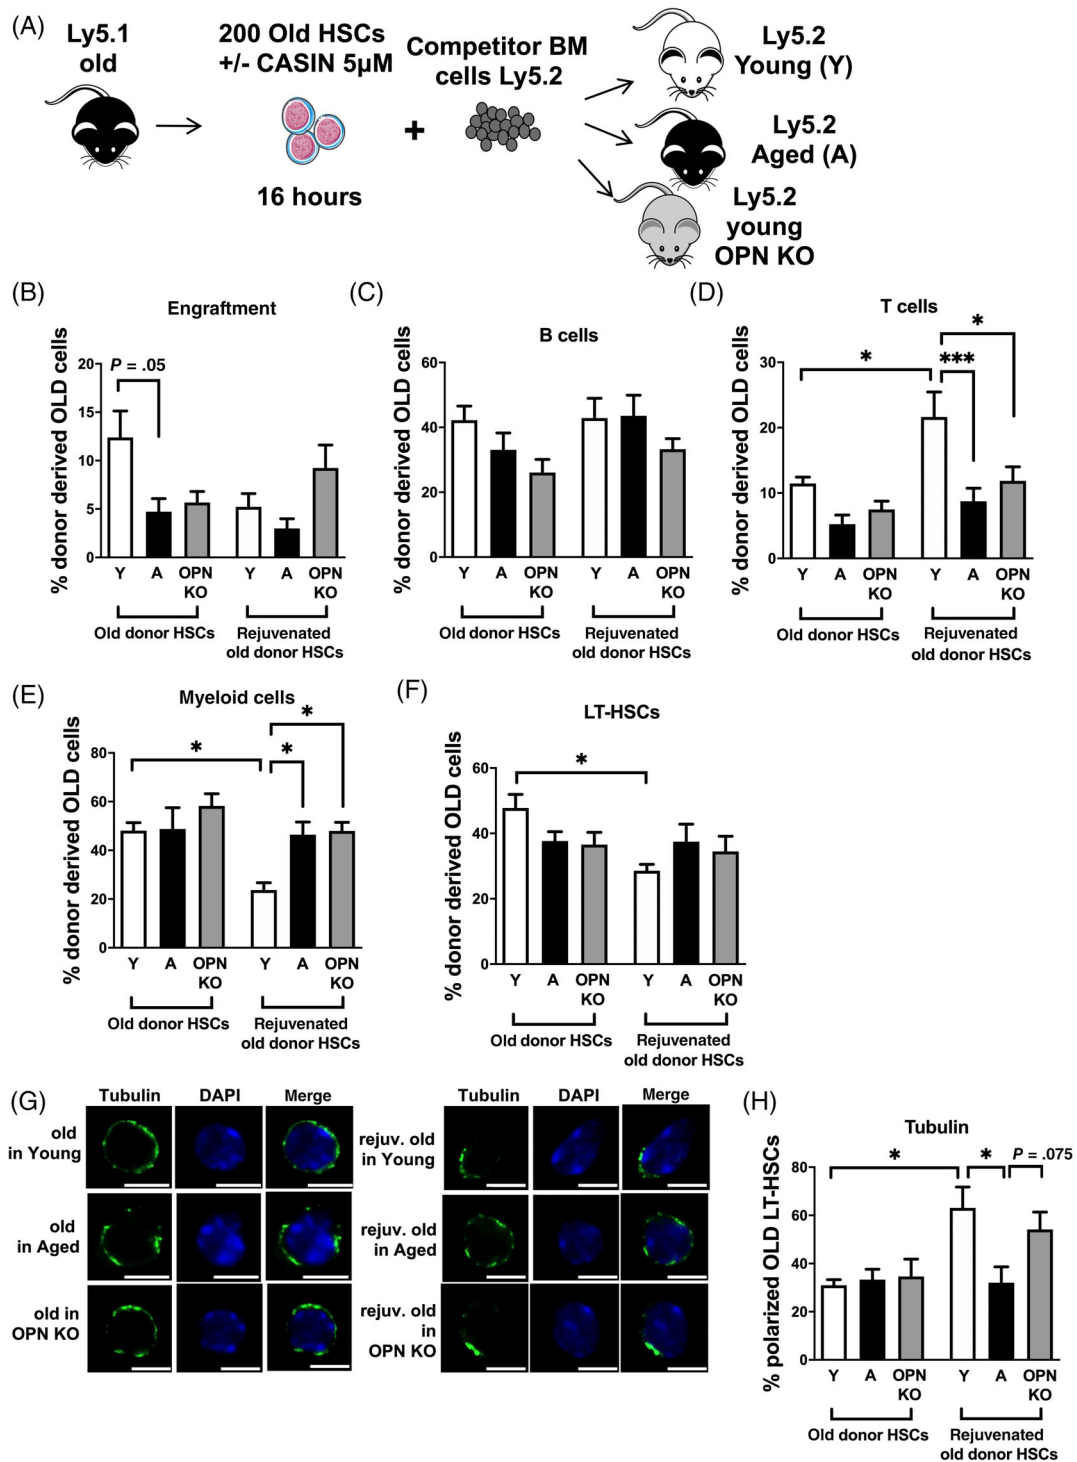 (A)
Ly5.1
old
200 Old HSCs
+/- CASIN 5µM
16 hours
+
Competitor BM
cells Ly5.2
Ly5.2
Young (Y)
Ly5.2
Aged (A)
Ly5.2
young
OPN KO
(B)
Engraftment
% donor derived OLD cells
20
15
10
5
0
P = .05
Y A OPN KO Y A OPN KO
Old donor HSCs
Rejuvenated
old donor HSCs
(C)
B cells
% donor derived OLD cells
60
40
20
0
Y A OPN KO Y A OPN KO
Old donor HSCs
Rejuvenated
old donor HSCs
(D)
T cells
% donor derived OLD cells
30
20
10
0
*
***
*
Y A OPN KO Y A OPN KO
Old donor HSCs
Rejuvenated
old donor HSCs
(E)
Myeloid cells
% donor derived OLD cells
80
60
40
20
0
*
*
*
Y A OPN KO Y A OPN KO
Old donor HSCs
Rejuvenated
old donor HSCs
(F)
LT-HSCs
% donor derived OLD cells
60
40
20
0
*
Y A OPN KO Y A OPN KO
Old donor HSCs
Rejuvenated
old donor HSCs
(G)
Tubulin DAPI Merge
old
in Young
old
in Aged
old in
OPN KO
Tubulin DAPI Merge
rejuv. old
in Young
rejuv. old
in Aged
rejuv. old
in
OPN KO
(H)
Tubulin
% polarized OLD LT-HSCs
80
60
40
20
0
*
*
P = .075
Y A OPN KO Y A OPN KO
Old donor HSCs
Rejuvenated
old donor HSCs